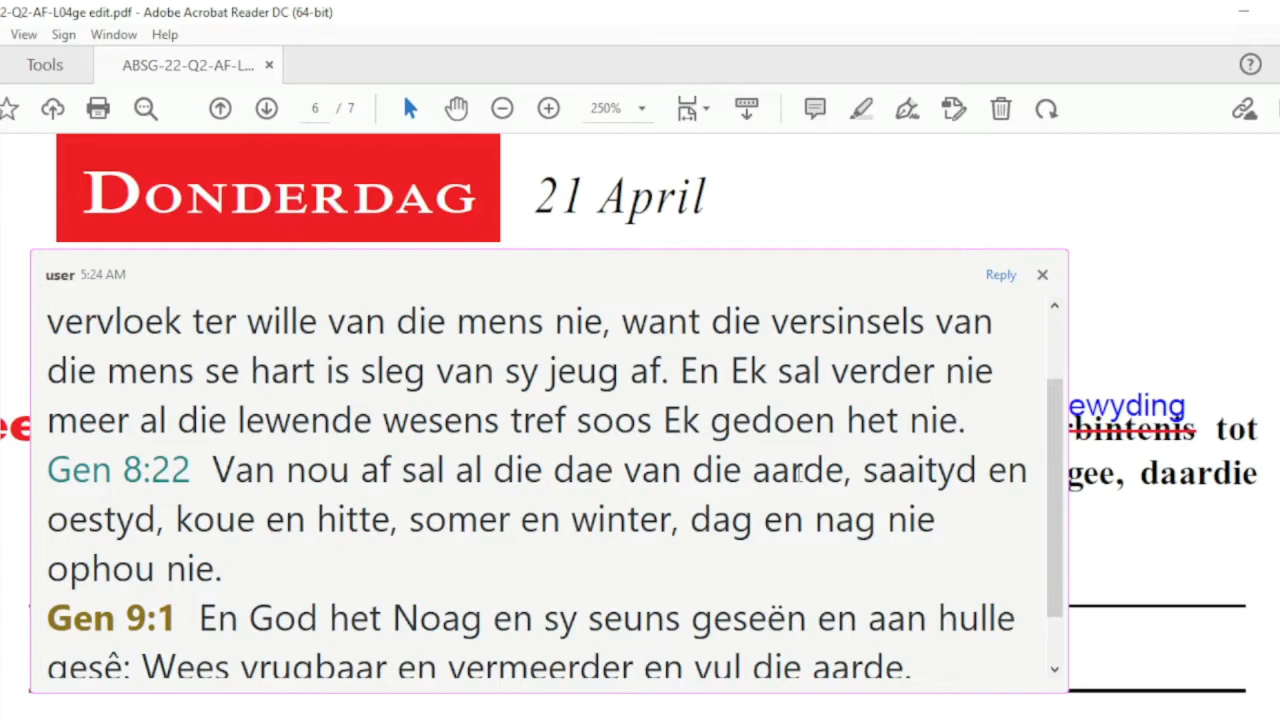 2-Q2-AF-L04ge edit.pdf - Adobe Acrobat Reader DC (64-bit)
View Sign Window Help
Tools ABSG-22-Q2-AF-L... ×
6 / 7 250%
DONDERDAG 21 April
user 5:24 AM Reply
vervloek ter wille van die mens nie, want die versinsels van
die mens se hart is sleg van sy jeug af. En Ek sal verder nie
meer al die lewende wesens tref soos Ek gedoen het nie.
Gen 8:22 Van nou af sal al die dae van die aarde, saaityd en
oestyd, koue en hitte, somer en winter, dag en nag nie
ophou nie.
Gen 9:1 En God het Noag en sy seuns geseën en aan hulle
gesê: Wees vrugbaar en vermeerder en vul die aarde.
ewyding
bintenis tot
gee, daardie